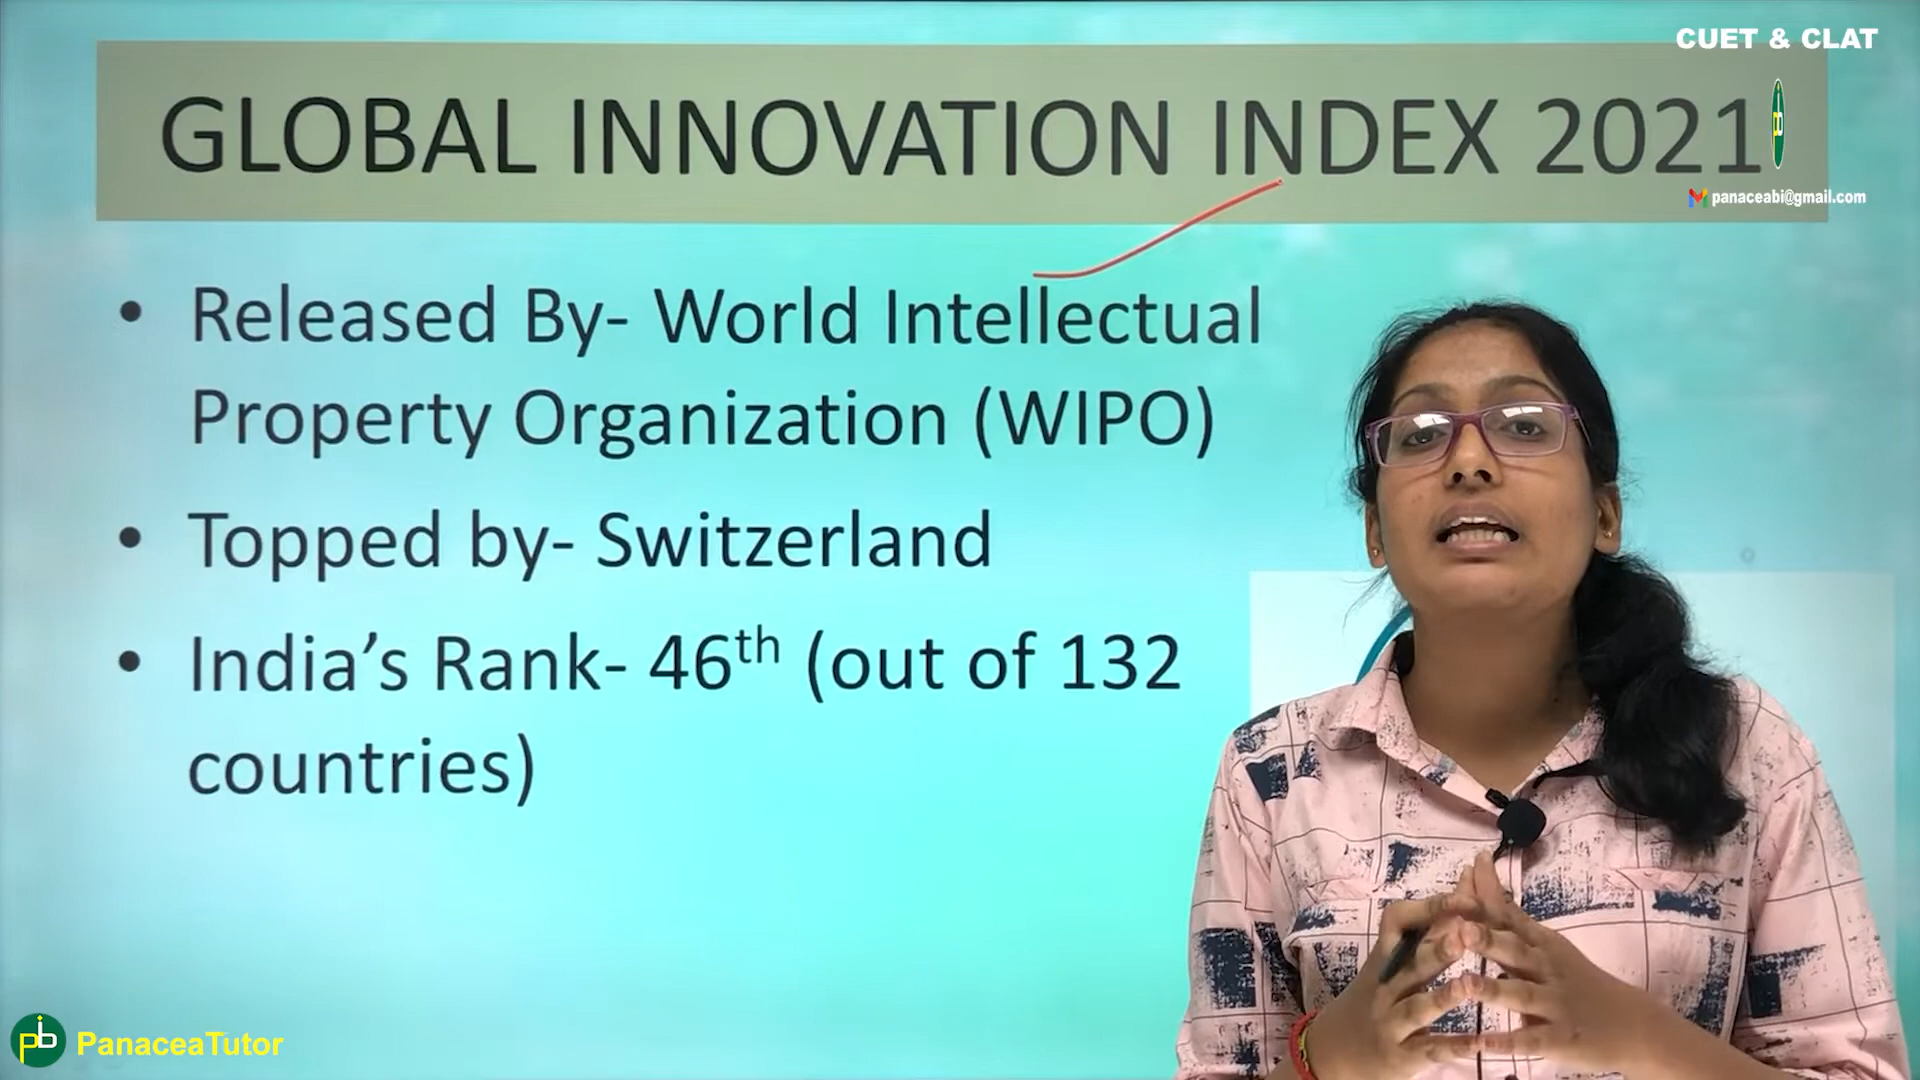 CUET & CLAT
GLOBAL INNOVATION INDEX 2021
panaceabi@gmail.com
• Released By- World Intellectual
Property Organization (WIPO)
• Topped by- Switzerland
• India’s Rank- 46th (out of 132
countries)
PanaceaTutor